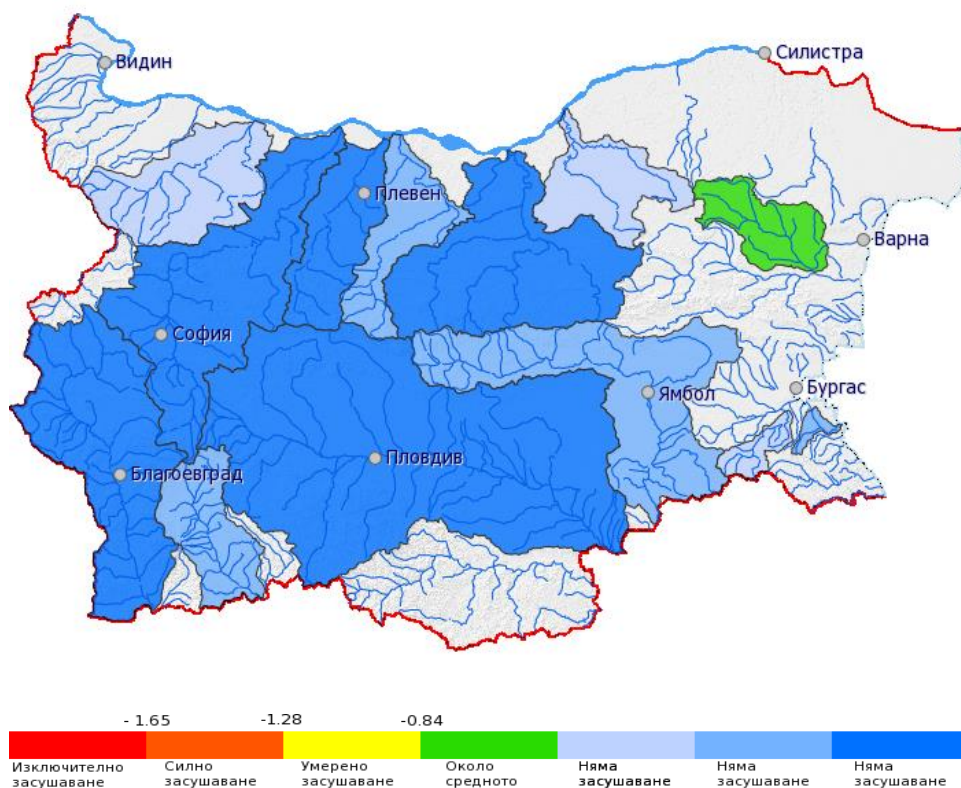 Видин
Силистра
Плевен
Варна
София
Ямбол
Бургас
Пловдив
Благоевград
- 1.65 -1.28 -0.84
Изключително засушаване
Силно засушаване
Умерено засушаване
Около средното
Няма засушаване
Няма засушаване
Няма засушаване